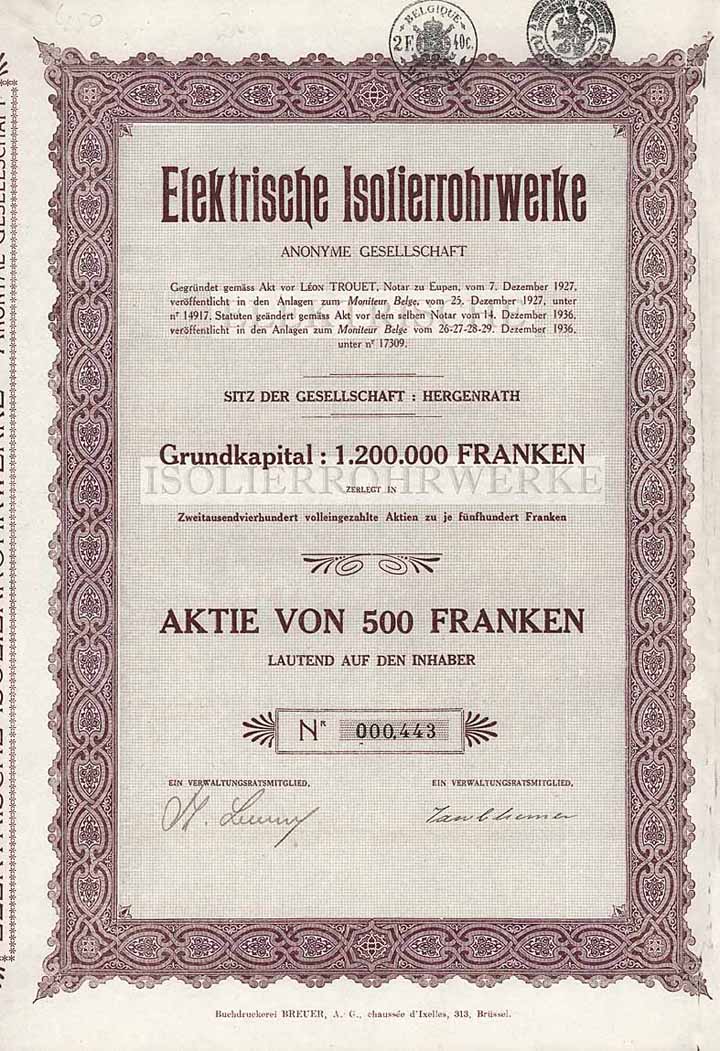 BELGIQUE
2F. 40c.
Elektrische Isolierrohrwerke
ANONYME GESELLSCHAFT
Gegründet gemäss Akt vor LÉON TROUET, Notar zu Eupen, vom 7. Dezember 1927,
veröffentlicht in den Anlagen zum Moniteur Belge, vom 25. Dezember 1927, unter
nʳ 14917. Statuten geändert gemäss Akt vor dem selben Notar vom 14. Dezember 1936,
veröffentlicht in den Anlagen zum Moniteur Belge vom 26-27-28-29. Dezember 1936,
unter nʳ 17309.
SITZ DER GESELLSCHAFT : HERGENRATH
Grundkapital : 1.200.000 FRANKEN
ISOLIERROHRWERKE
ZERLEGT IN
Zweitausendvierhundert volleingezahlte Aktien zu je fünfhundert Franken
AKTIE VON 500 FRANKEN
LAUTEND AUF DEN INHABER
Nᴿ 000,443
EIN VERWALTUNGSRATSMITGLIED, EIN VERWALTUNGSRATSMITGLIED,
Buchdruckerei BREUER, A. G., chaussée d'Ixelles, 313, Brüssel.